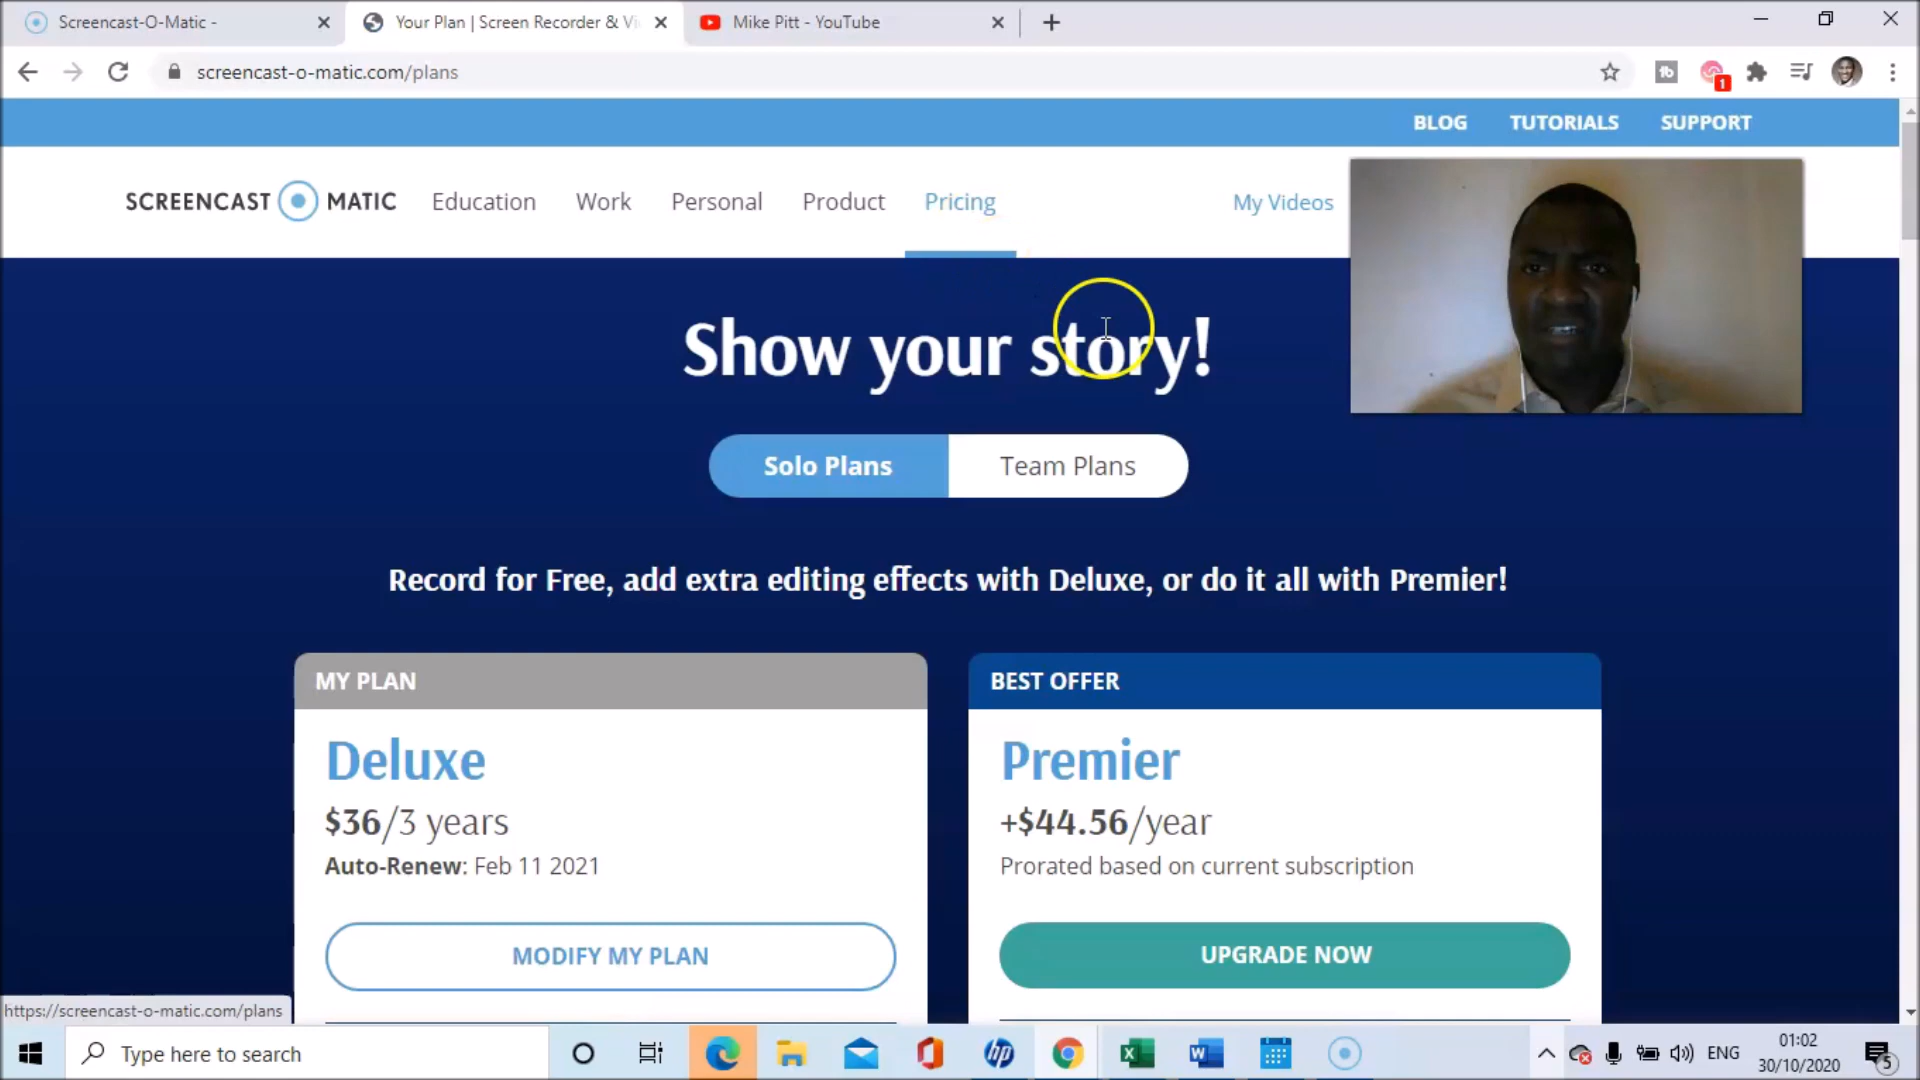 Screencast-O-Matic -
Your Plan | Screen Recorder & Vi
Mike Pitt - YouTube
screencast-o-matic.com/plans
1
BLOG TUTORIALS SUPPORT
SCREENCAST MATIC
Education Work Personal Product Pricing
My Videos
Show your story!
Solo Plans Team Plans
Record for Free, add extra editing effects with Deluxe, or do it all with Premier!
MY PLAN
Deluxe
$36/3 years
Auto-Renew: Feb 11 2021
MODIFY MY PLAN
BEST OFFER
Premier
+$44.56/year
Prorated based on current subscription
UPGRADE NOW
https://screencast-o-matic.com/plans
Type here to search
ENG
01:02
30/10/2020
5